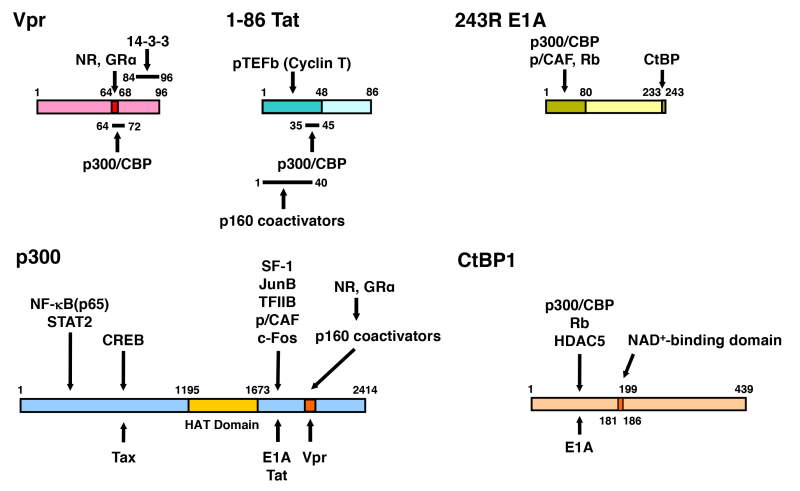 Vpr
14-3-3
NR, GRα
84 96
1 64 68 96
64 72
p300/CBP
1-86 Tat
pTEFb (Cyclin T)
1 48 86
35 45
p300/CBP
1 40
p160 coactivators
243R E1A
p300/CBP
p/CAF, Rb
CtBP
1 80 233 243
p300
NF-κB(p65)
STAT2
CREB
SF-1
JunB
TFIIB
p/CAF
c-Fos
NR, GRα
p160 coactivators
1 1195 1673 2414
HAT Domain
Tax
E1A
Tat
Vpr
CtBP1
p300/CBP
Rb
HDAC5
NAD⁺-binding domain
1 199 439
181 186
E1A